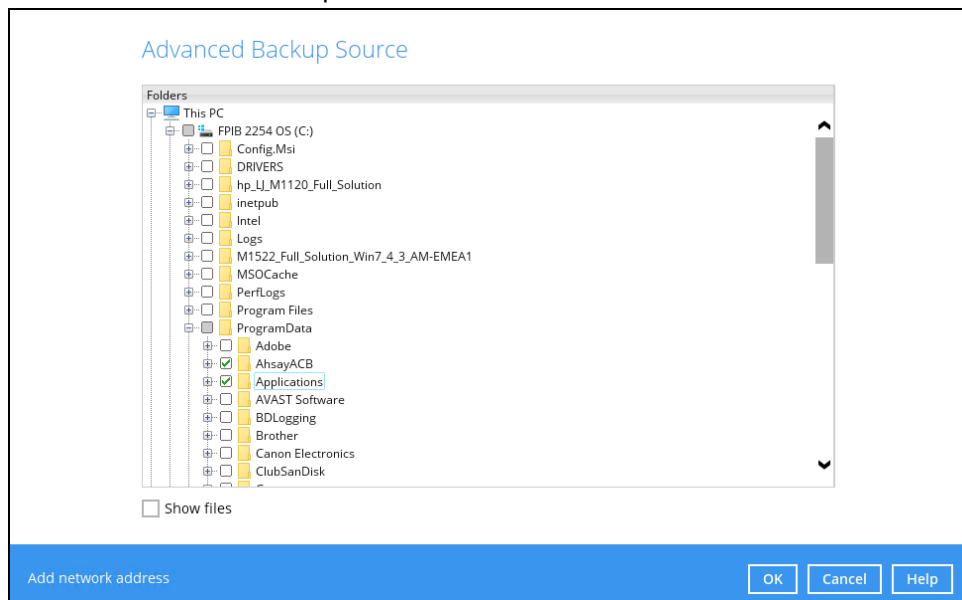 Advanced Backup Source
Folders
This PC
FPIB 2254 OS (C:)
Config.Msi
DRIVERS
hp_LJ_M1120_Full_Solution
inetpub
Intel
Logs
M1522_Full_Solution_Win7_4_3_AM-EMEA1
MSOCache
PerfLogs
Program Files
ProgramData
Adobe
AhsayACB
Applications
AVAST Software
BDLogging
Brother
Canon Electronics
ClubSanDisk
Show files
Add network address
OK Cancel Help